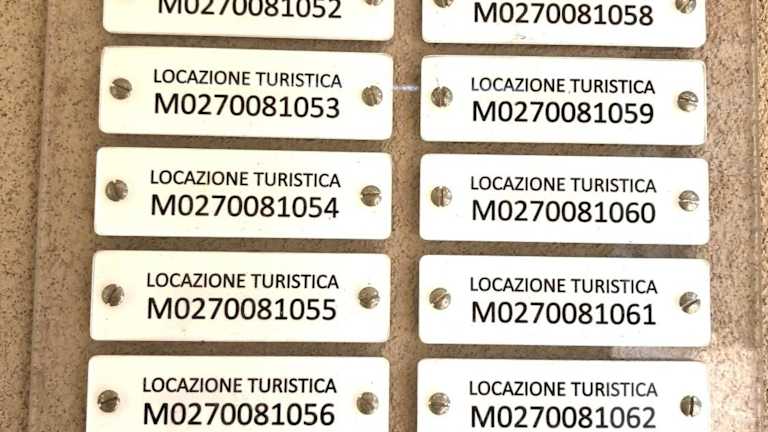 M0270081052
LOCAZIONE TURISTICA
M0270081053
LOCAZIONE TURISTICA
M0270081054
LOCAZIONE TURISTICA
M0270081055
LOCAZIONE TURISTICA
M0270081056
M0270081058
LOCAZIONE TURISTICA
M0270081059
LOCAZIONE TURISTICA
M0270081060
LOCAZIONE TURISTICA
M0270081061
LOCAZIONE TURISTICA
M0270081062